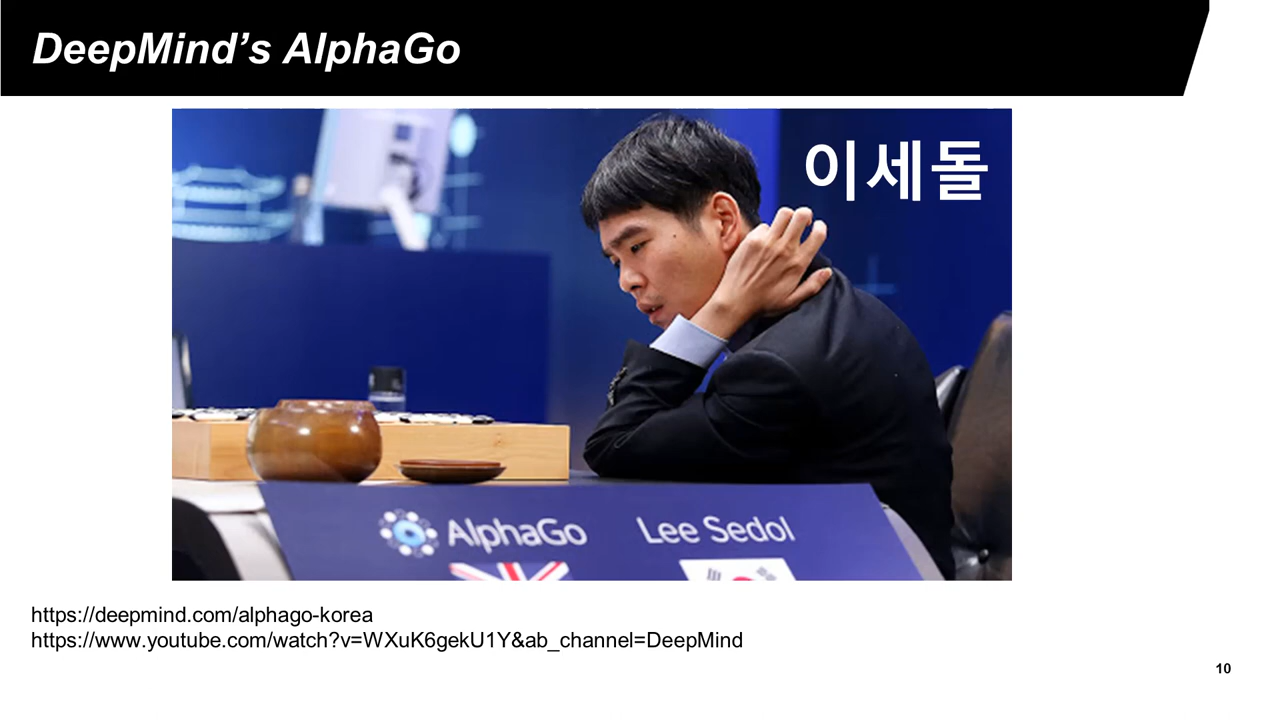 DeepMind’s AlphaGo
이세돌
AlphaGo
Lee Sedol
https://deepmind.com/alphago-korea
https://www.youtube.com/watch?v=WXuK6gekU1Y&ab_channel=DeepMind
10